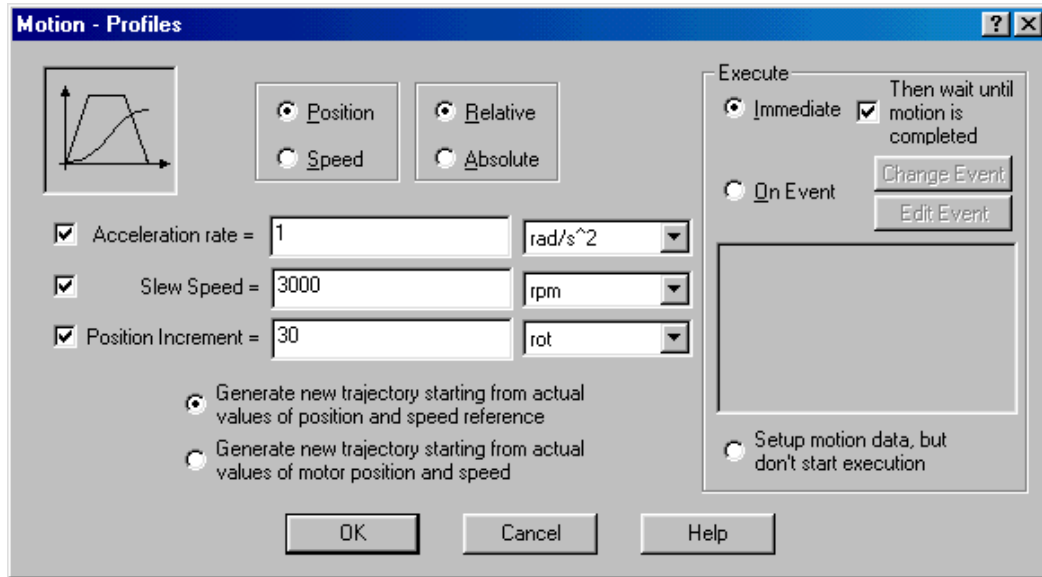 Motion - Profiles
Position
Speed
Relative
Absolute
Execute
Immediate
Then wait until
motion is
completed
On Event
Change Event
Edit Event
Acceleration rate =
1
rad/s^2
Slew Speed =
3000
rpm
Position Increment =
30
rot
Generate new trajectory starting from actual
values of position and speed reference
Generate new trajectory starting from actual
values of motor position and speed
Setup motion data, but
don't start execution
OK
Cancel
Help